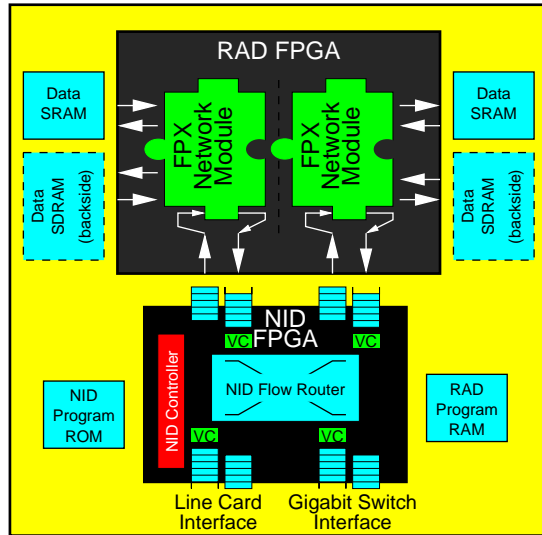 RAD FPGA
Data
SRAM
Data
SDRAM
(backside)
FPX
Network
Module
FPX
Network
Module
Data
SRAM
Data
SDRAM
(backside)
NID
FPGA
VC
VC
NID Controller
NID Flow Router
NID
Program
ROM
RAD
Program
RAM
VC
VC
Line Card
Interface
Gigabit Switch
Interface